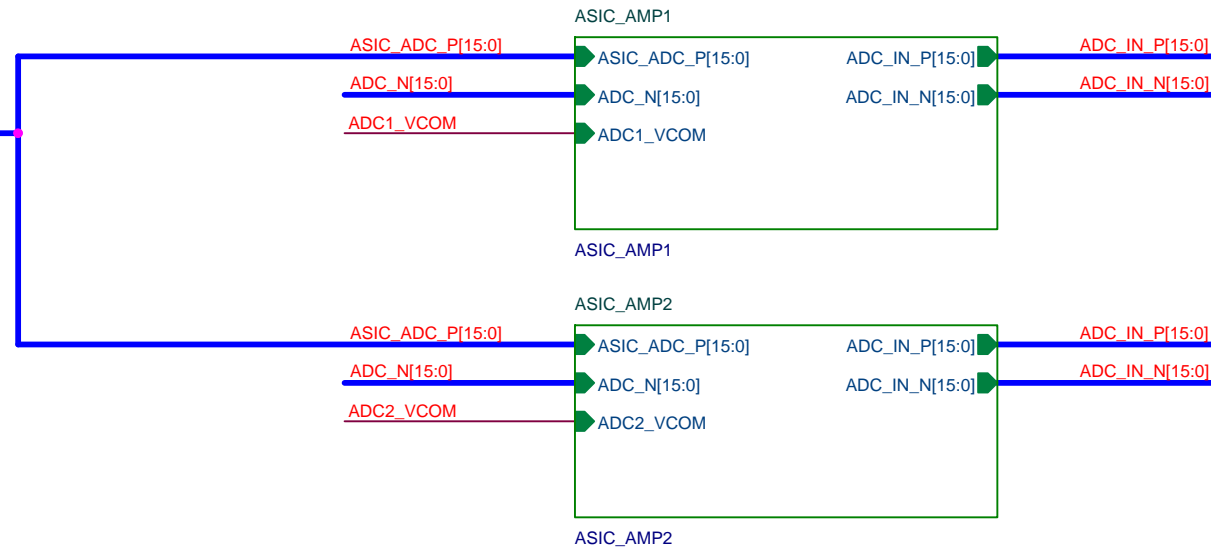 ASIC_AMP1
ASIC_ADC_P[15:0]
ASIC_ADC_P[15:0]
ADC_IN_P[15:0]
ADC_IN_P[15:0]
ADC_N[15:0]
ADC_N[15:0]
ADC_IN_N[15:0]
ADC_IN_N[15:0]
ADC1_VCOM
ADC1_VCOM
ASIC_AMP1
ASIC_AMP2
ASIC_ADC_P[15:0]
ASIC_ADC_P[15:0]
ADC_IN_P[15:0]
ADC_IN_P[15:0]
ADC_N[15:0]
ADC_N[15:0]
ADC_IN_N[15:0]
ADC_IN_N[15:0]
ADC2_VCOM
ADC2_VCOM
ASIC_AMP2